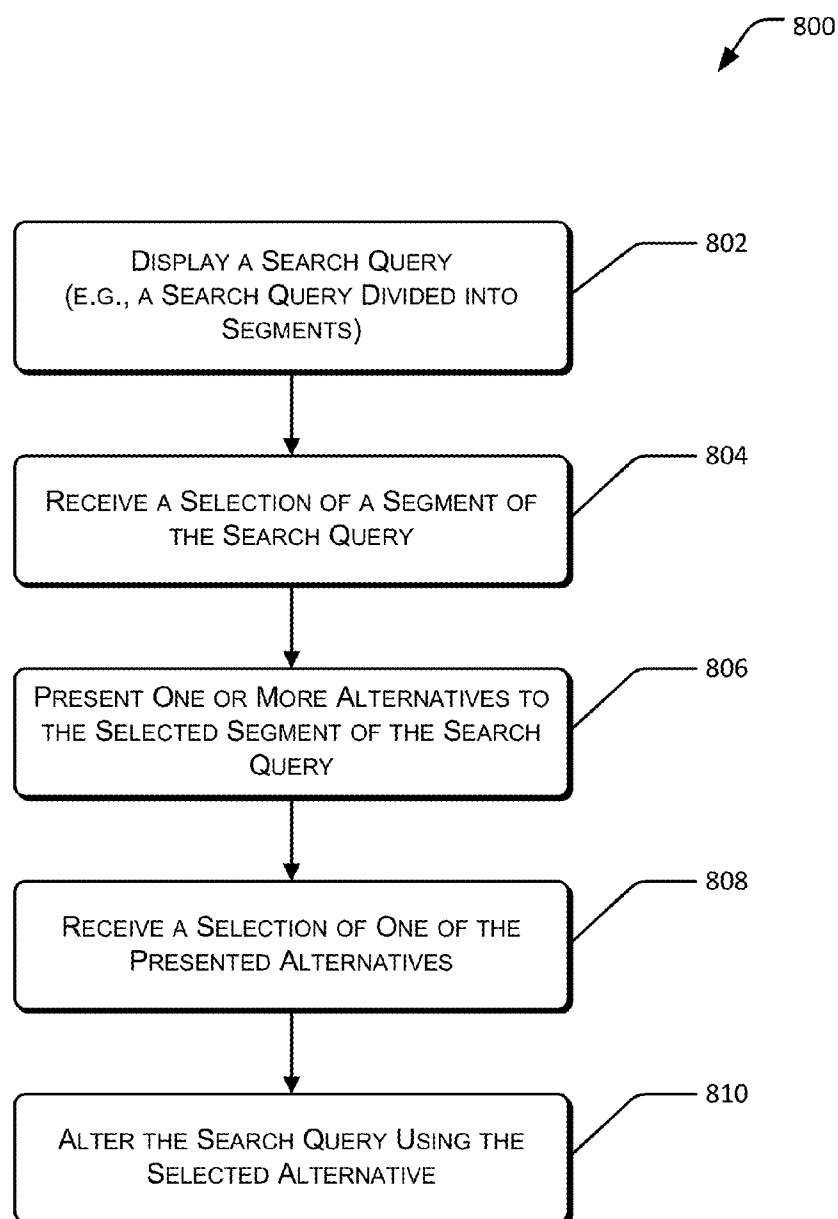 800
DISPLAY A SEARCH QUERY
(E.G., A SEARCH QUERY DIVIDED INTO
SEGMENTS)
802
RECEIVE A SELECTION OF A SEGMENT OF
THE SEARCH QUERY
804
PRESENT ONE OR MORE ALTERNATIVES TO
THE SELECTED SEGMENT OF THE SEARCH
QUERY
806
RECEIVE A SELECTION OF ONE OF THE
PRESENTED ALTERNATIVES
808
ALTER THE SEARCH QUERY USING THE
SELECTED ALTERNATIVE
810